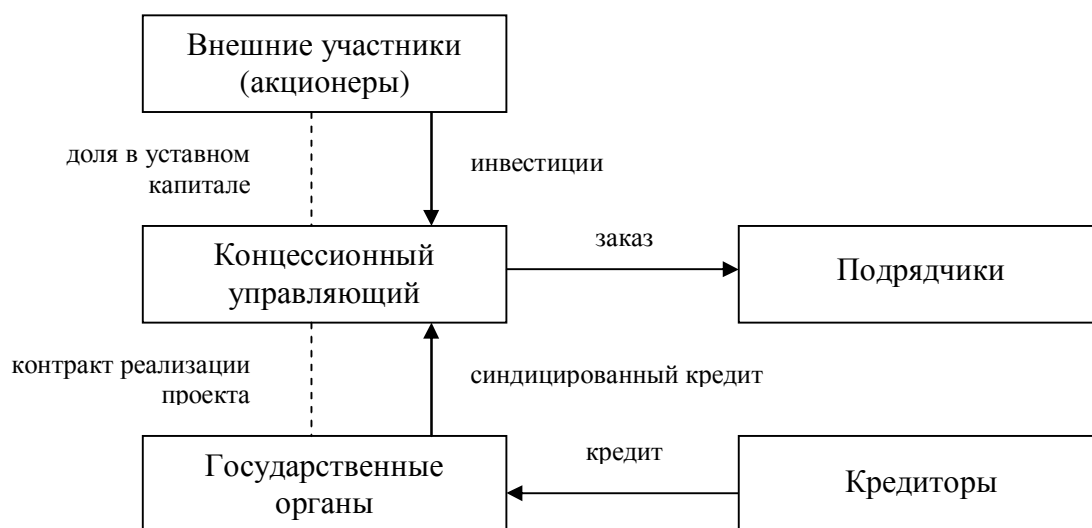 Внешние участники
(акционеры)
доля в уставном
капитале
инвестиции
Концессионный
управляющий
заказ
Подрядчики
контракт реализации
проекта
синдицированный кредит
Государственные
органы
кредит
Кредиторы